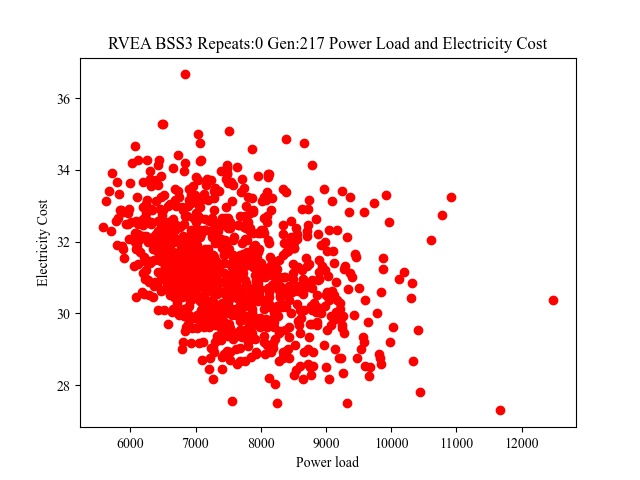 RVEA BSS3 Repeats:0 Gen:217 Power Load and Electricity Cost
36
34
32
30
28
Electricity Cost
6000 7000 8000 9000 10000 11000 12000
Power load